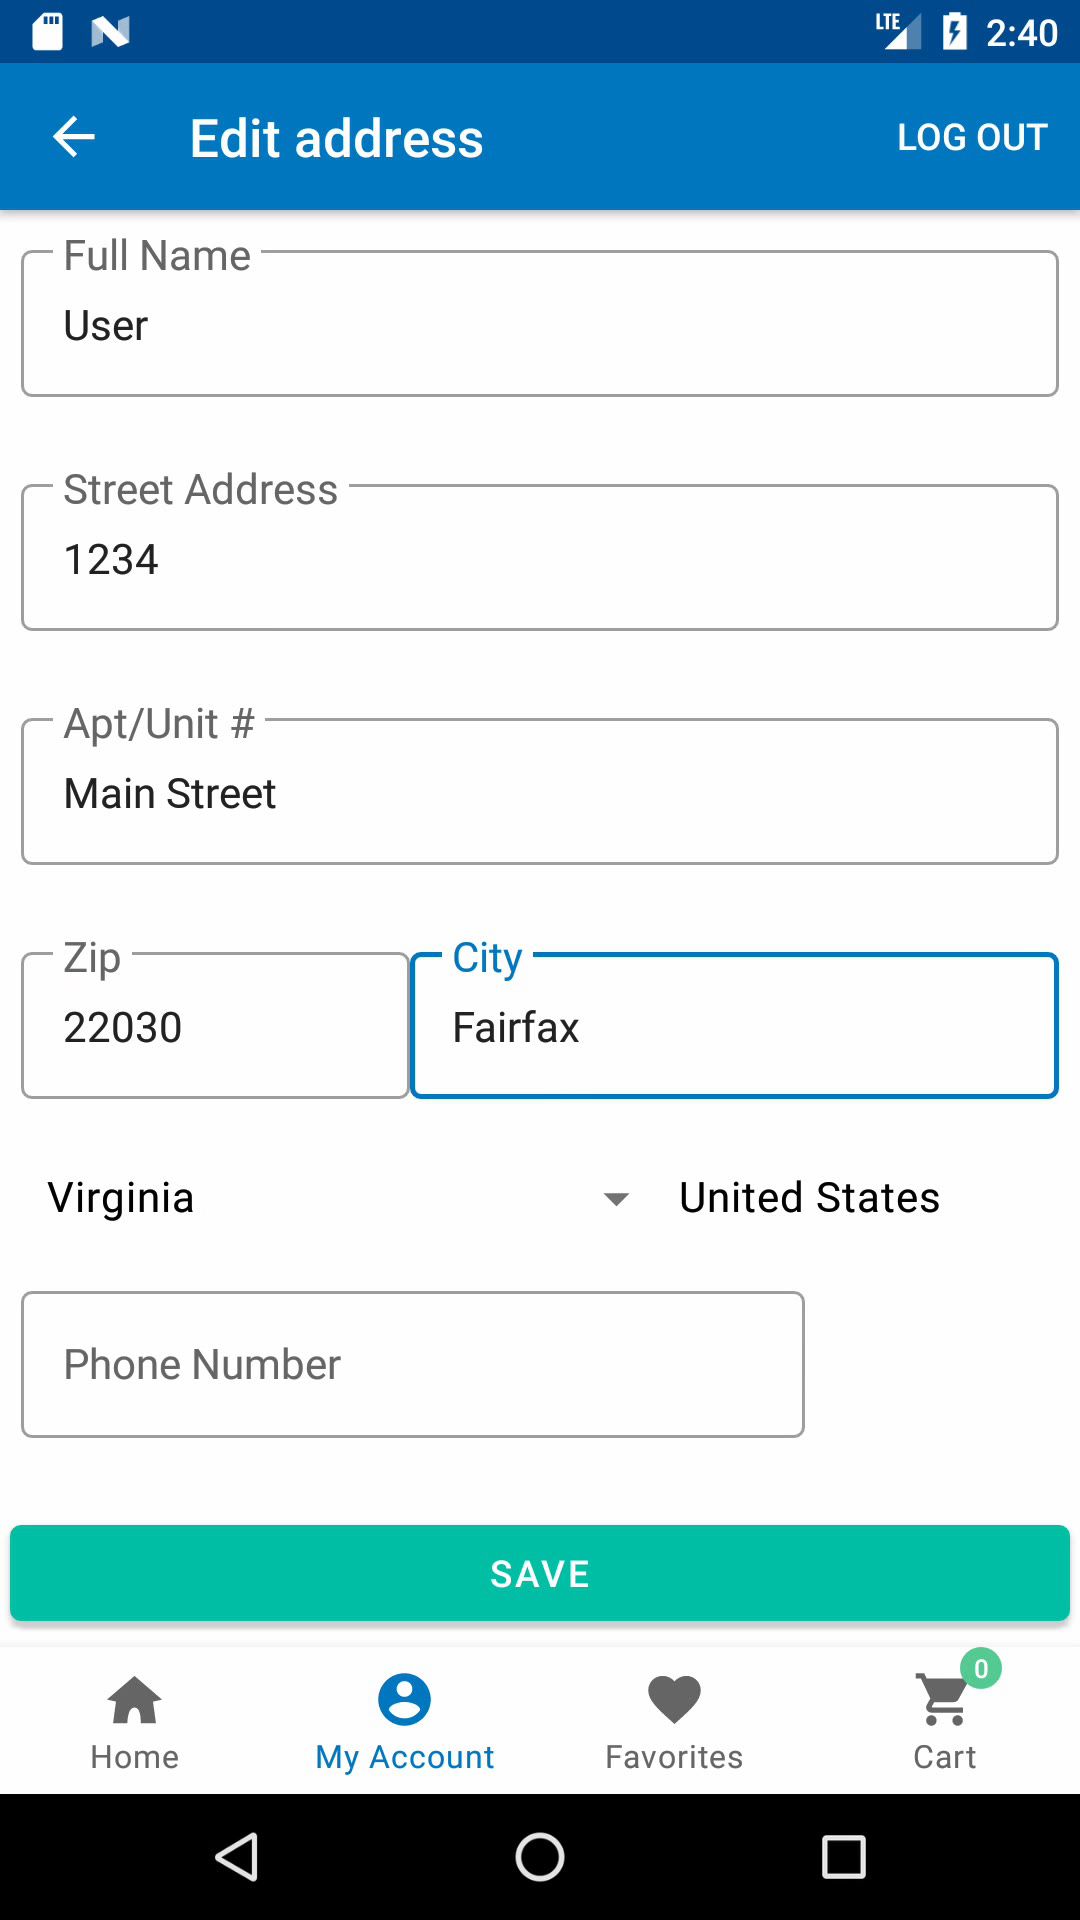 LTE 2:40
Edit address LOG OUT
Full Name
User
Street Address
1234
Apt/Unit #
Main Street
Zip City
22030 Fairfax
Virginia United States
Phone Number
SAVE
0
Home My Account Favorites Cart